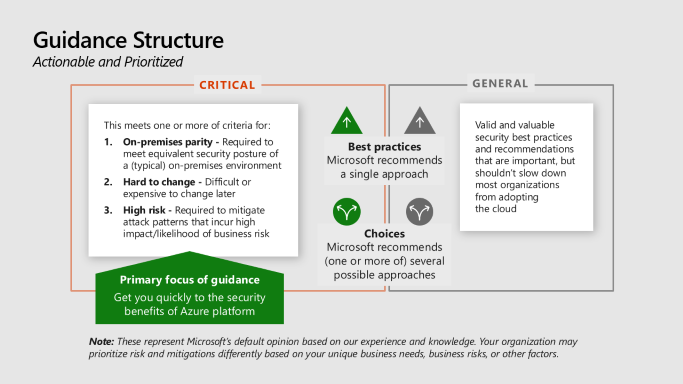 Guidance Structure
Actionable and Prioritized
CRITICAL
GENERAL
This meets one or more of criteria for:
1. On-premises parity - Required to
meet equivalent security posture of
a (typical) on-premises environment
2. Hard to change - Difficult or
expensive to change later
3. High risk - Required to mitigate
attack patterns that incur high
impact/likelihood of business risk
Primary focus of guidance
Get you quickly to the security
benefits of Azure platform
Best practices
Microsoft recommends
a single approach
Choices
Microsoft recommends
(one or more of) several
possible approaches
Valid and valuable
security best practices
and recommendations
that are important, but
shouldn't slow down
most organizations
from adopting
the cloud
Note: These represent Microsoft's default opinion based on our experience and knowledge. Your organization may
prioritize risk and mitigations differently based on your unique business needs, business risks, or other factors.